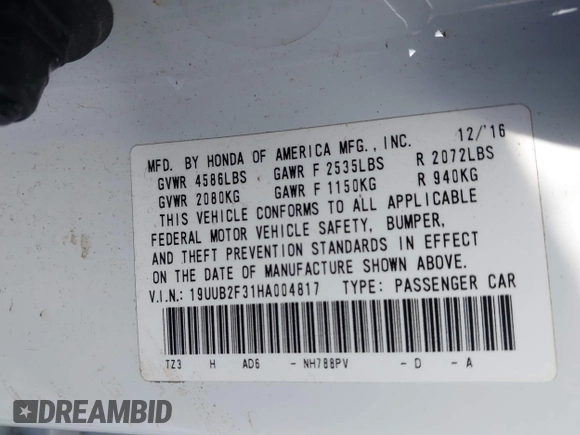 MFD. BY HONDA OF AMERICA MFG., INC. 12/'16
GVWR 4586LBS GAWR F 2535LBS R 2072LBS
GVWR 2080KG GAWR F 1150KG R 940KG
THIS VEHICLE CONFORMS TO ALL APPLICABLE
FEDERAL MOTOR VEHICLE SAFETY, BUMPER,
AND THEFT PREVENTION STANDARDS IN EFFECT
ON THE DATE OF MANUFACTURE SHOWN ABOVE.
V.I.N.: 19UUB2F31HA004817 TYPE: PASSENGER CAR
TZ3 H AD6 - NH788PV - D - A
DREAMBID